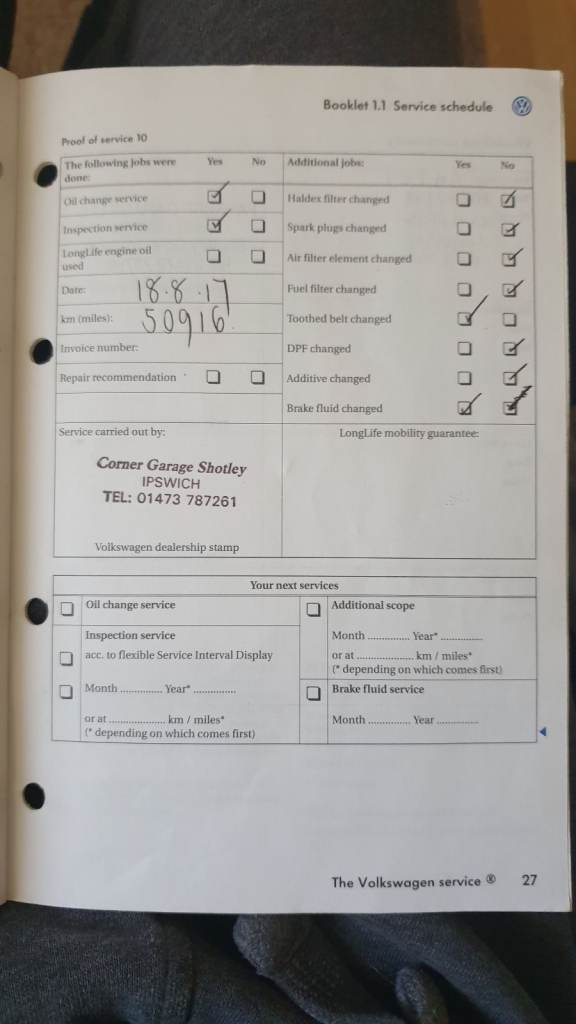 Booklet 1.1 Service schedule
Proof of service 10
The following jobs were done: Yes No
Oil change service
Inspection service
LongLife engine oil used
Date: 18.8.17
km (miles): 50916
Invoice number:
Repair recommendation
Additional jobs: Yes No
Haldex filter changed
Spark plugs changed
Air filter element changed
Fuel filter changed
Toothed belt changed
DPF changed
Additive changed
Brake fluid changed
Service carried out by:
Corner Garage Shotley
IPSWICH
TEL: 01473 787261
Volkswagen dealership stamp
LongLife mobility guarantee:
Your next services
Oil change service
Inspection service
acc. to flexible Service Interval Display
Month .............. Year* ..............
or at ................... km / miles*
(* depending on which comes first)
Additional scope
Month .............. Year* ..............
or at ................... km / miles*
(* depending on which comes first)
Brake fluid service
Month .............. Year ..............
The Volkswagen service ® 27